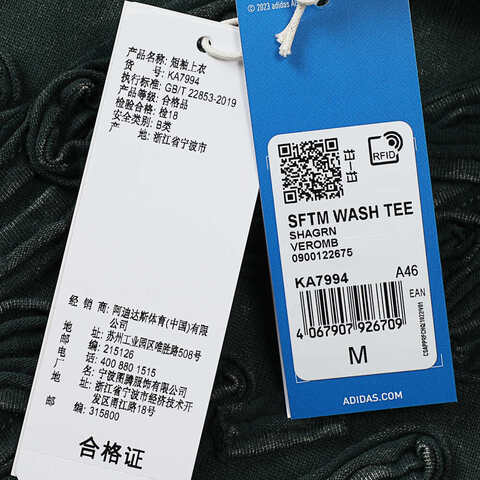 产品名称: 短袖上衣
货 号: KA7994
执行标准: GB/T 22853-2019
产品等级: 合格品
检验合格: 检18
安全类别: B类
产 地: 浙江省宁波市
经 销 商: 阿迪达斯体育(中国)有限
公司
地 址: 苏州工业园区唯胜路508号
邮 编: 215126
电 话: 400 880 1515
厂 名: 宁波图腾服饰有限公司
地 址: 浙江省宁波市经济技术开
发区甬江路18号
邮 编: 315800
合格证
©2023 adidas
RFID
SFTM WASH TEE
SHAGRN
VEROMB
0900122675
KA7994
A46
EAN
4 067907 926709
M
ADIDAS.COM